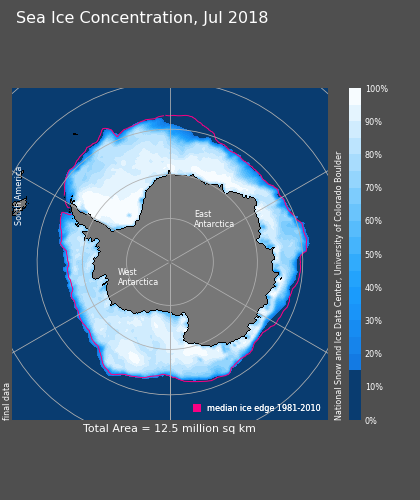 Sea Ice Concentration, Jul 2018
100%
90%
80%
70%
60%
50%
40%
30%
20%
10%
0%
National Snow and Ice Data Center, University of Colorado Boulder
South America
East
Antarctica
West
Antarctica
final data
median ice edge 1981-2010
Total Area = 12.5 million sq km